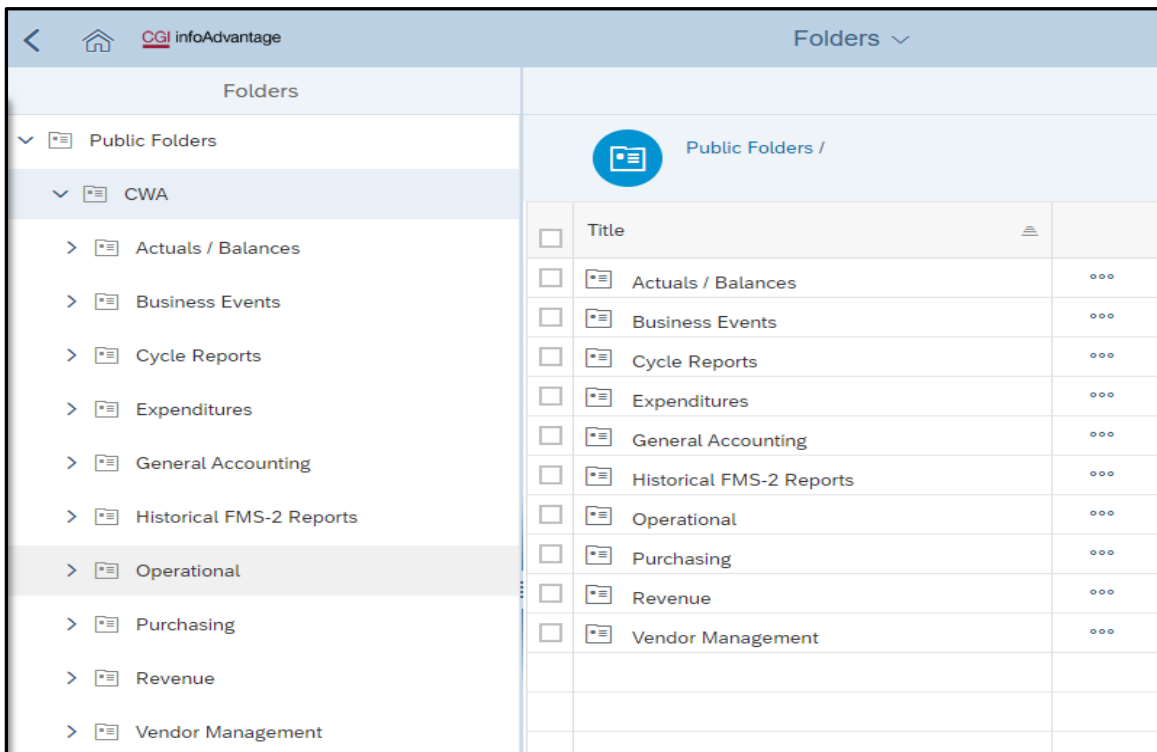 CGI infoAdvantage
Folders
Folders
Public Folders
CWA
Actuals / Balances
Business Events
Cycle Reports
Expenditures
General Accounting
Historical FMS-2 Reports
Operational
Purchasing
Revenue
Vendor Management
Public Folders /
Title
Actuals / Balances
Business Events
Cycle Reports
Expenditures
General Accounting
Historical FMS-2 Reports
Operational
Purchasing
Revenue
Vendor Management